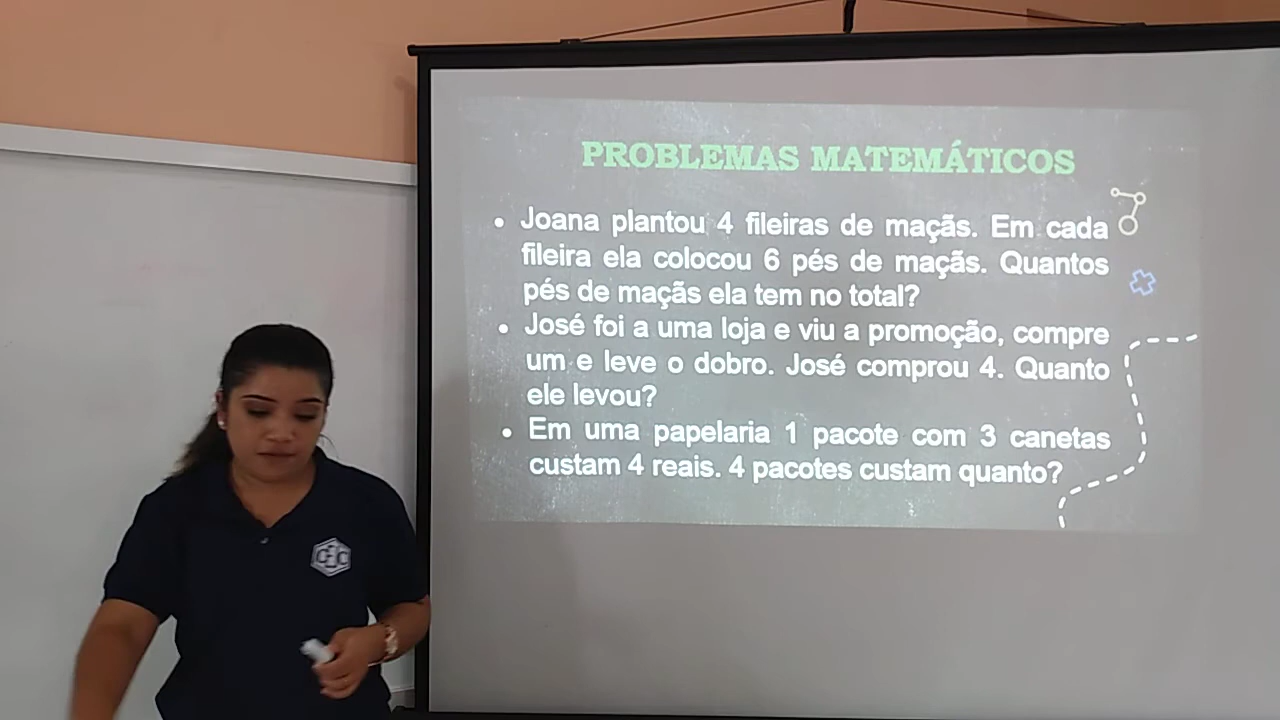 PROBLEMAS MATEMÁTICOS
• Joana plantou 4 fileiras de maçãs. Em cada
fileira ela colocou 6 pés de maçãs. Quantos
pés de maçãs ela tem no total?
• José foi a uma loja e viu a promoção, compre
um e leve o dobro. José comprou 4. Quanto
ele levou?
• Em uma papelaria 1 pacote com 3 canetas
custam 4 reais. 4 pacotes custam quanto?